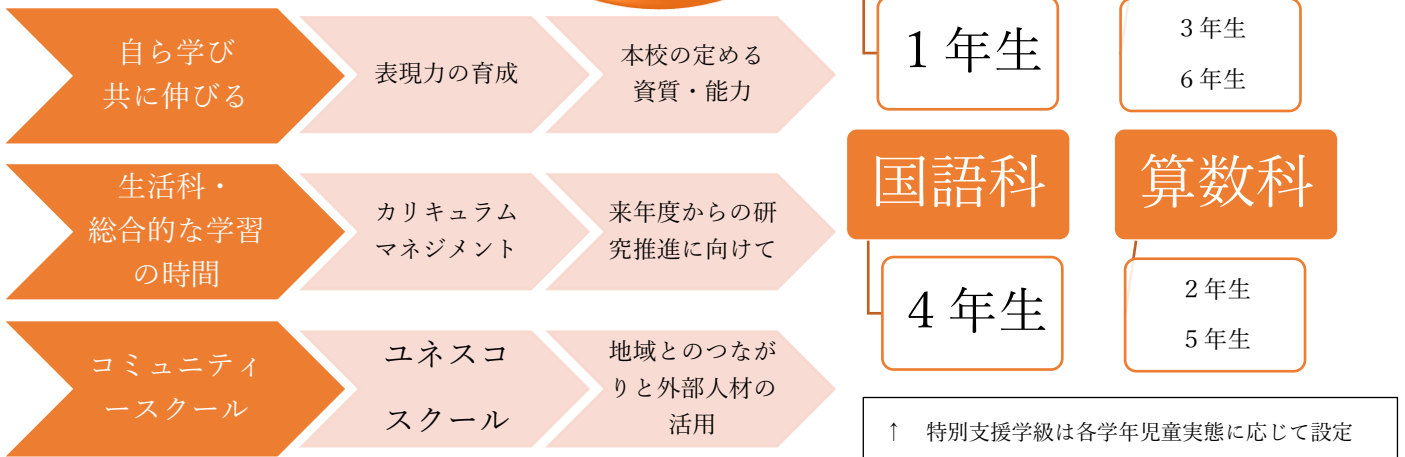 自ら学び
共に伸びる
表現力の育成
本校の定める
資質・能力
生活科・
総合的な学習
の時間
カリキュラム
マネジメント
来年度からの研
究推進に向けて
コミュニティ
ースクール
ユネスコ
スクール
地域とのつなが
りと外部人材の
活用
1年生
3年生
6年生
国語科
算数科
4年生
2年生
5年生
↑　特別支援学級は各学年児童実態に応じて設定